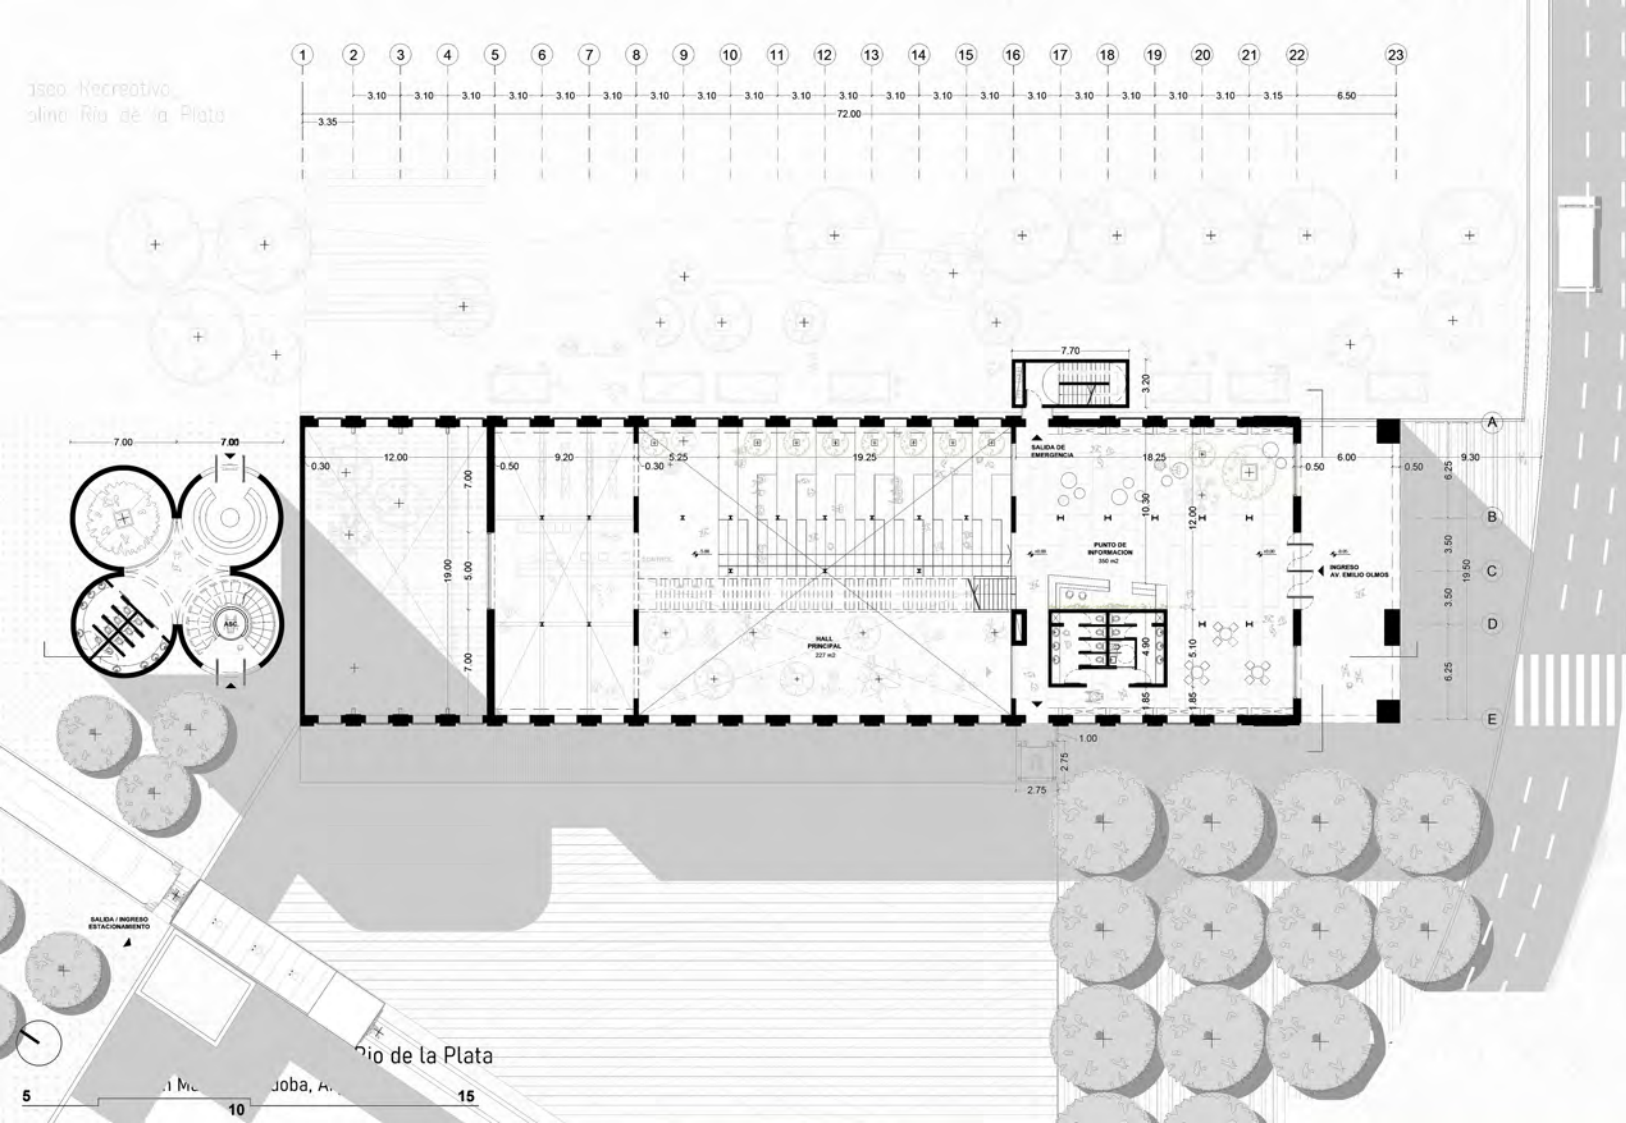 1 2 3 4 5 6 7 8 9 10 11 12 13 14 15 16 17 18 19 20 21 22 23
3.10 3.10 3.10 3.10 3.10 3.10 3.10 3.10 3.10 3.10 3.10 3.10 3.10 3.10 3.10 3.10 3.10 3.10 3.10 3.15 6.50
72.00
3.35
aseo Recreativo
olino Río de la Plata
7.70
3.20
7.00 7.00
A
B
C
D
E
SALIDA DE
EMERGENCIA
0.30 12.00 0.50 9.20 0.30 5.25 19.25 18.25 0.50 6.00 0.50 9.30
7.00
5.00
7.00
19.00
10.30
12.00
6.25
3.50
3.50
6.25
19.50
PUNTO DE
INFORMACION
350 m2
INGRESO
AV. EMILIO OLMOS
ASC.
HALL
PRINCIPAL
227 m2
4.90
5.10
1.85
1.85
1.00
2.75
2.75
SALIDA / INGRESO
ESTACIONAMIENTO
Rio de la Plata
5
10
15